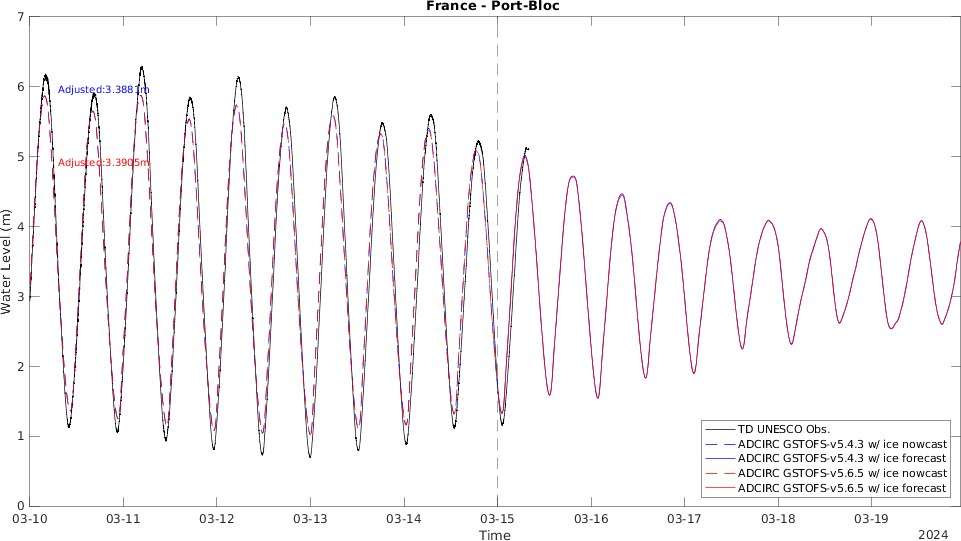 France - Port-Bloc
7
6
5
4
3
2
1
0
Water Level (m)
Adjusted:3.3881m
Adjusted:3.3905m
TD UNESCO Obs.
ADCIRC GSTOFS-v5.4.3 w/ ice nowcast
ADCIRC GSTOFS-v5.4.3 w/ ice forecast
ADCIRC GSTOFS-v5.6.5 w/ ice nowcast
ADCIRC GSTOFS-v5.6.5 w/ ice forecast
03-10 03-11 03-12 03-13 03-14 03-15 03-16 03-17 03-18 03-19
Time
2024